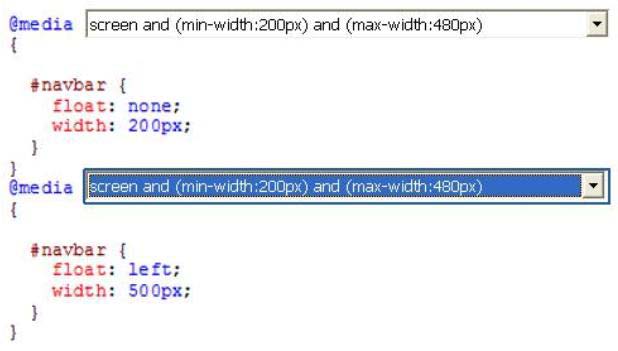 @media screen and (min-width:200px) and (max-width:480px)
{
#navbar {
float: none;
width: 200px;
}
}
@media screen and (min-width:200px) and (max-width:480px)
{
#navbar {
float: left;
width: 500px;
}
}